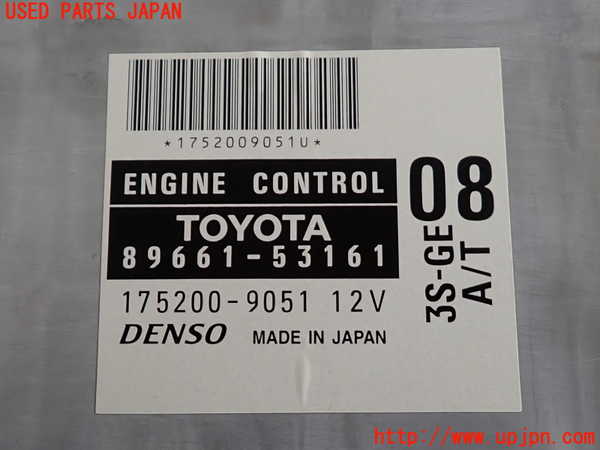 USED PARTS JAPAN
*1752009051U*
ENGINE CONTROL
TOYOTA
89661-53161
175200-9051 12V
DENSO MADE IN JAPAN
08
3S-GE
A/T
http://www.upjpn.com/